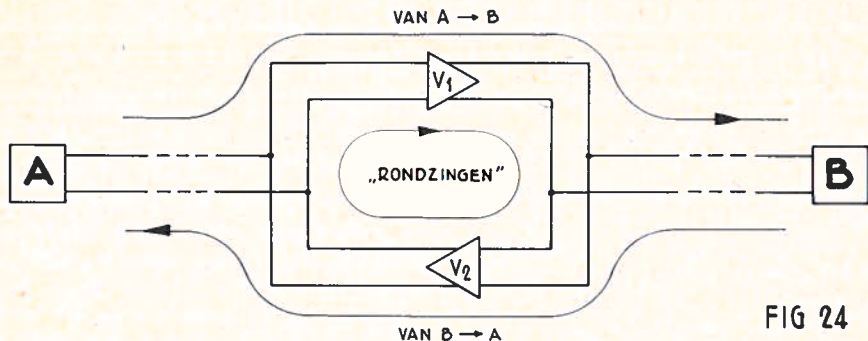 VAN A → B
V1
A
„RONDZINGEN”
B
V2
VAN B → A
FIG 24